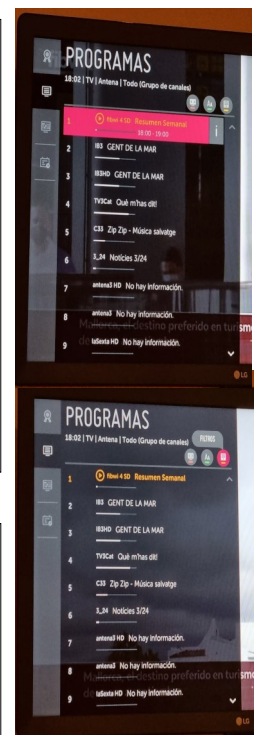 PROGRAMAS
18:02 | TV | Antena | Todo (Grupo de canales)
1 fibwi 4 SD Resumen Semanal
18:00 - 19:00
2 IB3 GENT DE LA MAR
3 IB3HD GENT DE LA MAR
4 TV3Cat Què m'has dit!
5 C33 Zip Zip - Música salvatge
6 3_24 Notícies 3/24
7 antena3 HD No hay información.
8 antena3 No hay información.
Mallorca, el destino preferido en turismo
de
9 laSexta HD No hay información.
LG
PROGRAMAS
18:02 | TV | Antena | Todo (Grupo de canales)
FILTROS
1 fibwi 4 SD Resumen Semanal
2 IB3 GENT DE LA MAR
3 IB3HD GENT DE LA MAR
4 TV3Cat Què m'has dit!
5 C33 Zip Zip - Música salvatge
6 3_24 Notícies 3/24
7 antena3 HD No hay información.
8 antena3 No hay información.
Mallorca, el destino preferido en turismo
de
9 laSexta HD No hay información.
LG